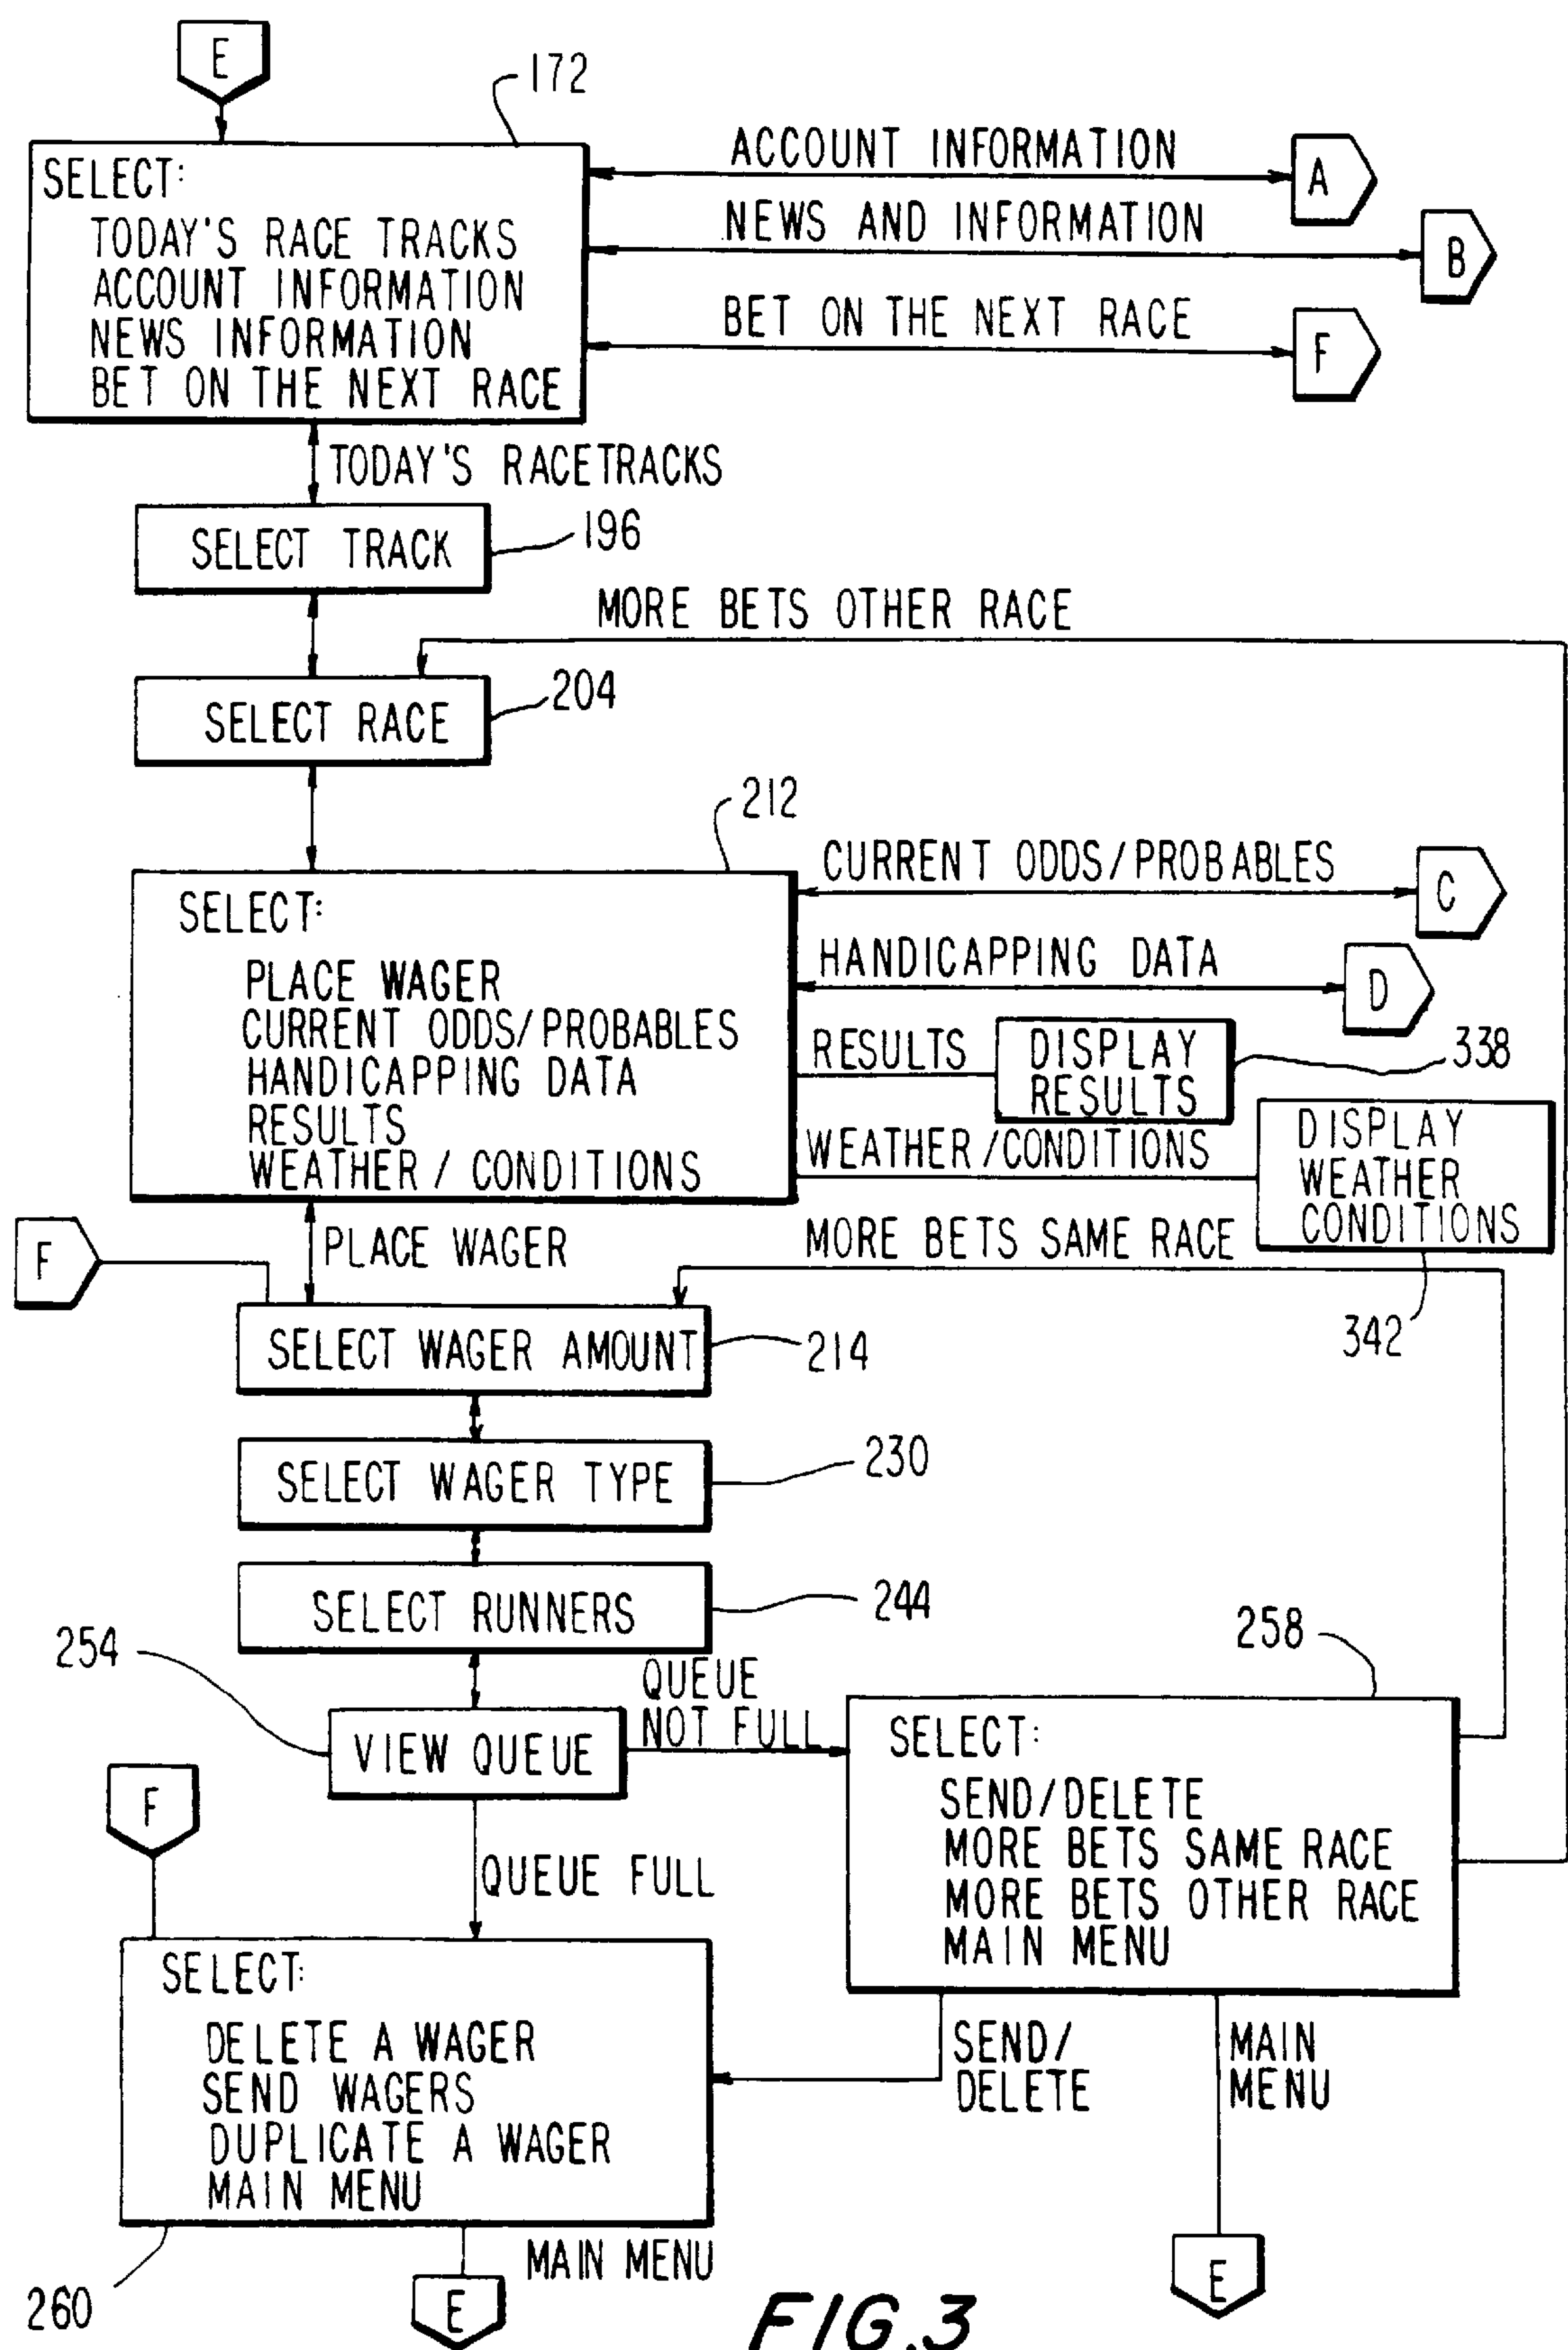 E
172
SELECT:
TODAY'S RACE TRACKS
ACCOUNT INFORMATION
NEWS INFORMATION
BET ON THE NEXT RACE
ACCOUNT INFORMATION
A
NEWS AND INFORMATION
B
BET ON THE NEXT RACE
F
TODAY'S RACETRACKS
SELECT TRACK
196
MORE BETS OTHER RACE
SELECT RACE
204
212
SELECT:
PLACE WAGER
CURRENT ODDS/PROBABLES
HANDICAPPING DATA
RESULTS
WEATHER / CONDITIONS
CURRENT ODDS/PROBABLES
C
HANDICAPPING DATA
D
RESULTS
DISPLAY
RESULTS
338
WEATHER/CONDITIONS
DISPLAY
WEATHER
CONDITIONS
342
F
PLACE WAGER
MORE BETS SAME RACE
SELECT WAGER AMOUNT
214
SELECT WAGER TYPE
230
SELECT RUNNERS
244
254
VIEW QUEUE
QUEUE
NOT FULL
258
SELECT:
SEND/DELETE
MORE BETS SAME RACE
MORE BETS OTHER RACE
MAIN MENU
F
QUEUE FULL
SELECT:
DELETE A WAGER
SEND WAGERS
DUPLICATE A WAGER
MAIN MENU
SEND/
DELETE
MAIN
MENU
260
MAIN MENU
E
E
FIG.3